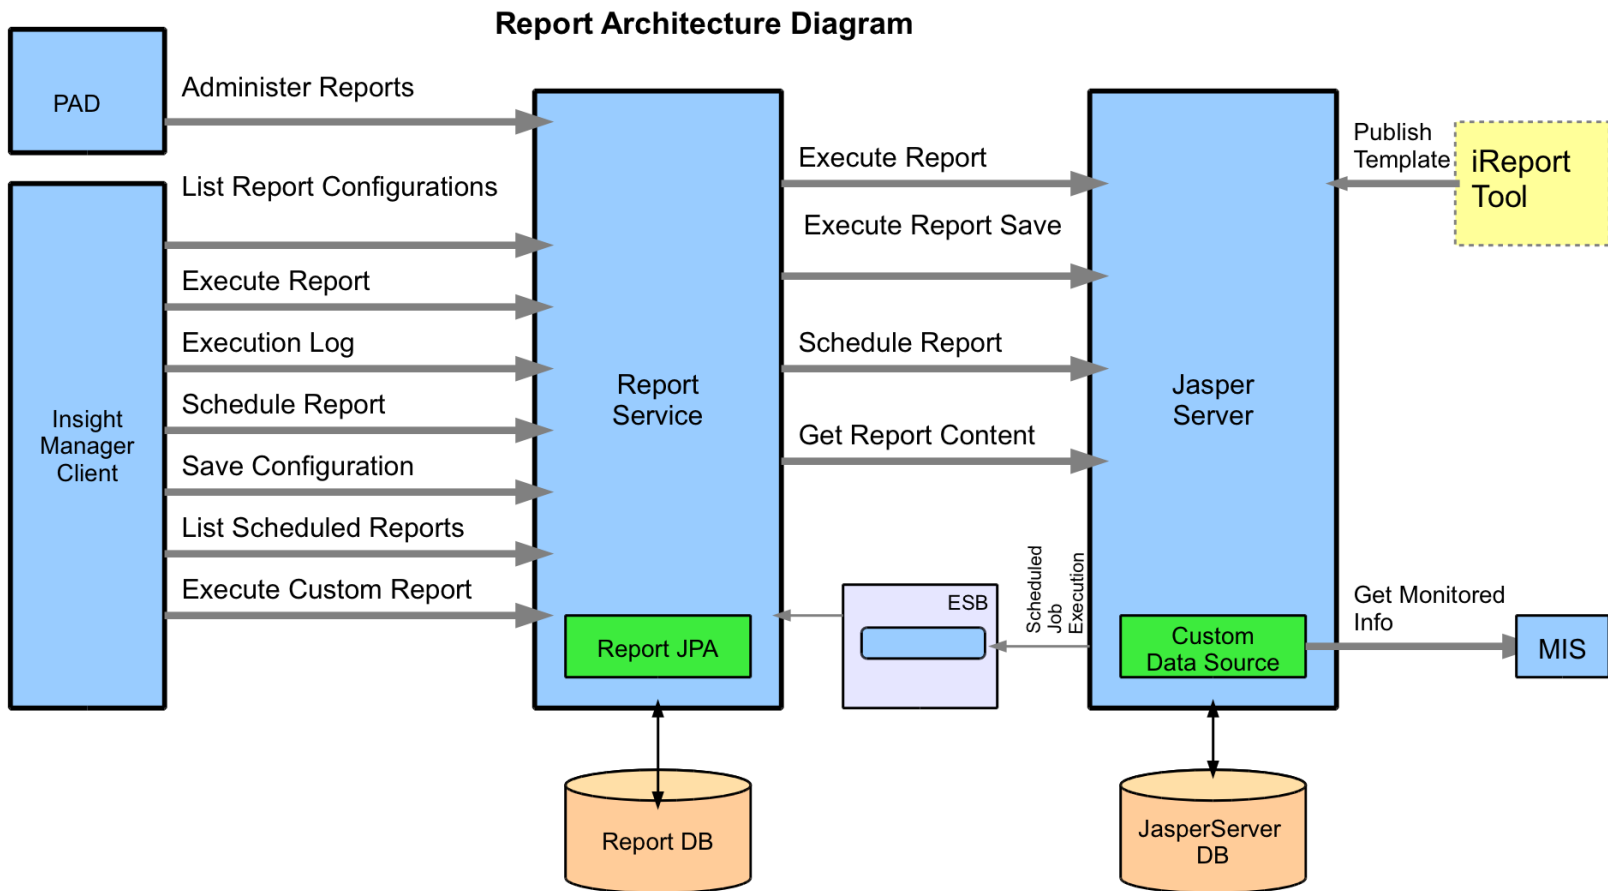 Report Architecture Diagram
PAD
Administer Reports
List Report Configurations
Execute Report
Execution Log
Schedule Report
Save Configuration
List Scheduled Reports
Execute Custom Report
Insight
Manager
Client
Report
Service
Report JPA
Report DB
Execute Report
Execute Report Save
Schedule Report
Get Report Content
ESB
Scheduled
Job
Execution
Jasper
Server
Custom
Data Source
JasperServer
DB
Publish
Template
iReport
Tool
Get Monitored
Info
MIS